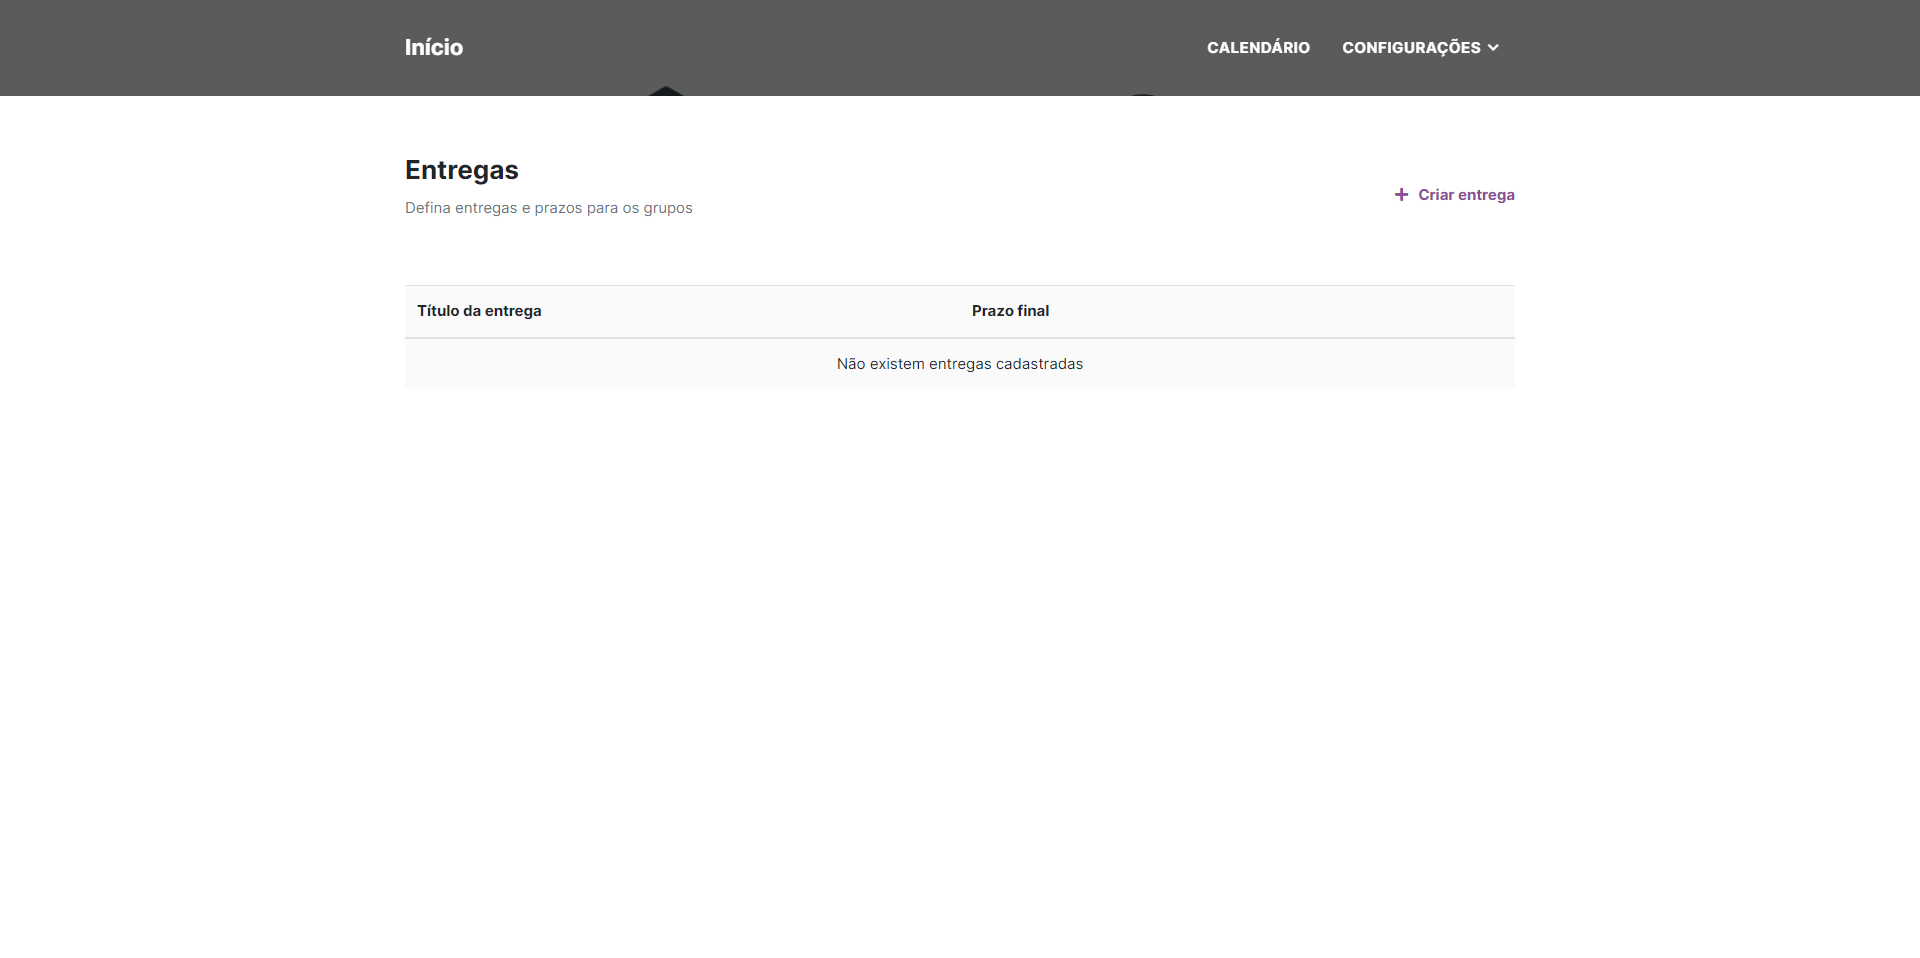 Início
CALENDÁRIO
CONFIGURAÇÕES
Entregas
Defina entregas e prazos para os grupos
Criar entrega
Título da entrega
Prazo final
Não existem entregas cadastradas